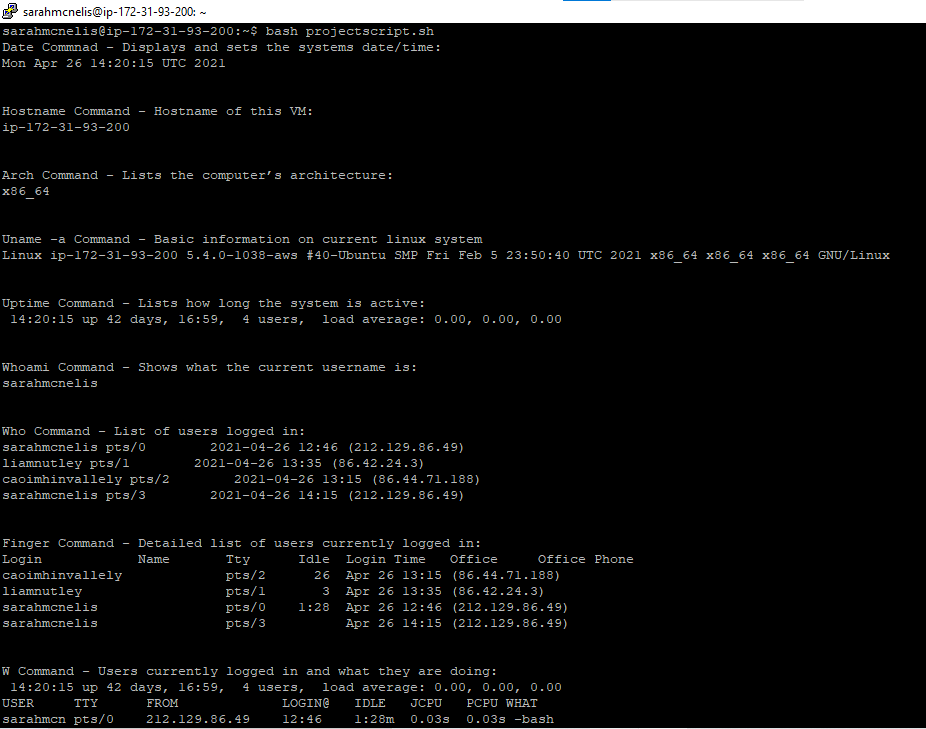 sarahmcnelis@ip-172-31-93-200: ~
sarahmcnelis@ip-172-31-93-200:~$ bash projectscript.sh
Date Commnad - Displays and sets the systems date/time:
Mon Apr 26 14:20:15 UTC 2021
Hostname Command - Hostname of this VM:
ip-172-31-93-200
Arch Command - Lists the computer’s architecture:
x86_64
Uname -a Command - Basic information on current linux system
Linux ip-172-31-93-200 5.4.0-1038-aws #40-Ubuntu SMP Fri Feb 5 23:50:40 UTC 2021 x86_64 x86_64 x86_64 GNU/Linux
Uptime Command - Lists how long the system is active:
 14:20:15 up 42 days, 16:59,  4 users,  load average: 0.00, 0.00, 0.00
Whoami Command - Shows what the current username is:
sarahmcnelis
Who Command - List of users logged in:
sarahmcnelis pts/0        2021-04-26 12:46 (212.129.86.49)
liamnutley pts/1        2021-04-26 13:35 (86.42.24.3)
caoimhinvallely pts/2        2021-04-26 13:15 (86.44.71.188)
sarahmcnelis pts/3        2021-04-26 14:15 (212.129.86.49)
Finger Command - Detailed list of users currently logged in:
Login            Name       Tty      Idle  Login Time   Office     Office Phone
caoimhinvallely             pts/2      26  Apr 26 13:15 (86.44.71.188)
liamnutley                  pts/1       3  Apr 26 13:35 (86.42.24.3)
sarahmcnelis                pts/0    1:28  Apr 26 12:46 (212.129.86.49)
sarahmcnelis                pts/3          Apr 26 14:15 (212.129.86.49)
W Command - Users currently logged in and what they are doing:
 14:20:15 up 42 days, 16:59,  4 users,  load average: 0.00, 0.00, 0.00
USER     TTY      FROM             LOGIN@   IDLE   JCPU   PCPU WHAT
sarahmcn pts/0    212.129.86.49    12:46    1:28m  0.03s  0.03s -bash